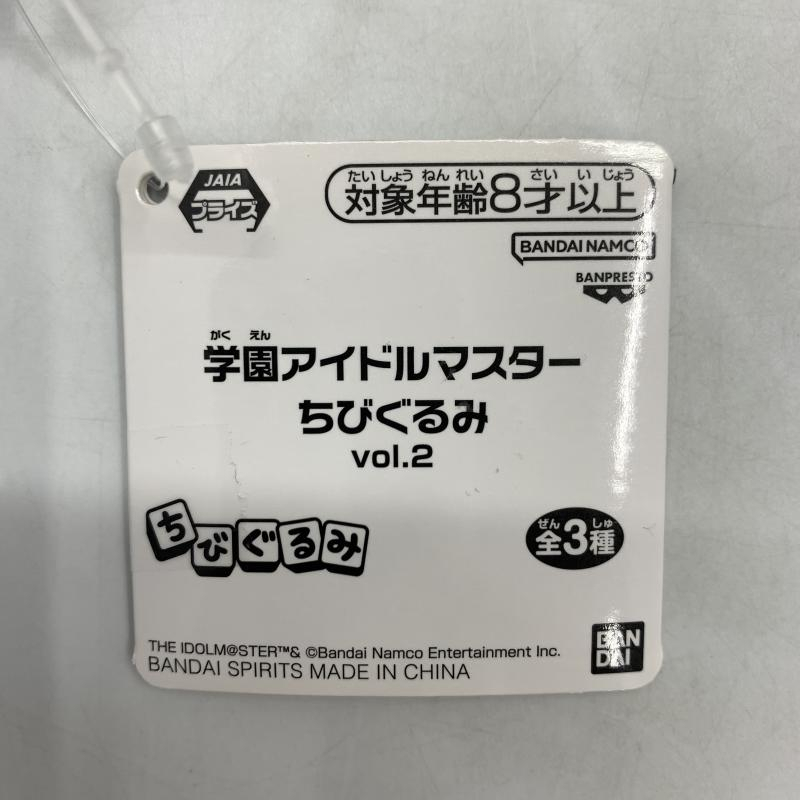 JAIA
プライズ
たいしょうねんれい さいいじょう
対象年齢8才以上
BANDAI NAMCO
BANPRESTO
がくえん
学園アイドルマスター
ちびぐるみ
vol.2
ちびぐるみ
ぜん しゅ
全3種
THE IDOLM@STER™& ©Bandai Namco Entertainment Inc.
BANDAI SPIRITS MADE IN CHINA
BAN
DAI